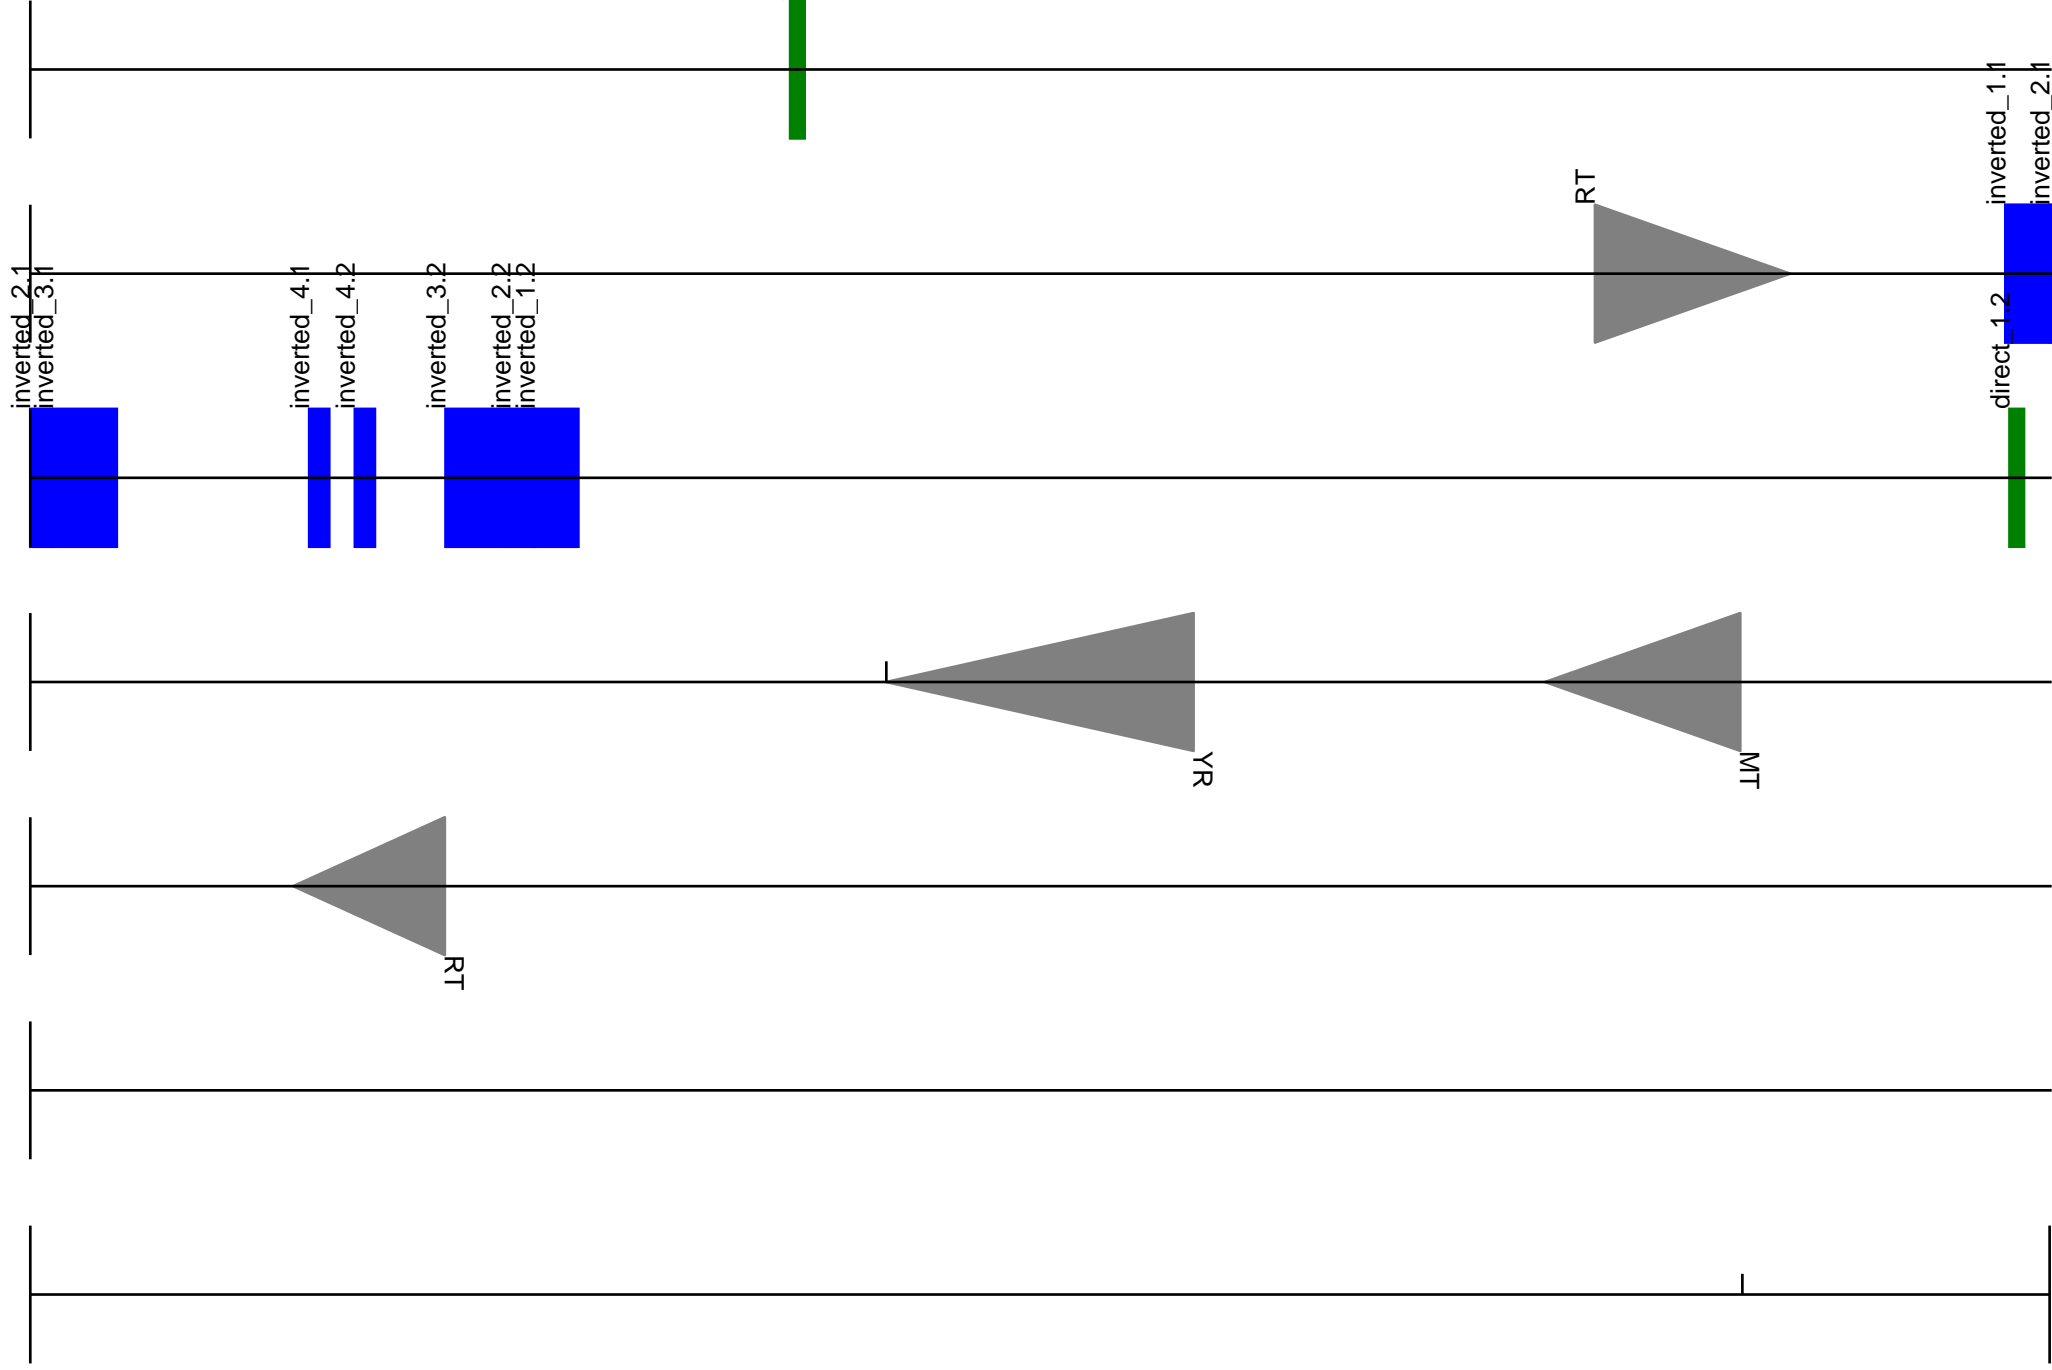 inverted_1.1
inverted_2.1
RT
inverted_2.1
inverted_3.1
inverted_4.1
inverted_4.2
inverted_3.2
inverted_2.2
inverted_1.2
direct_1.2
YR
MT
RT